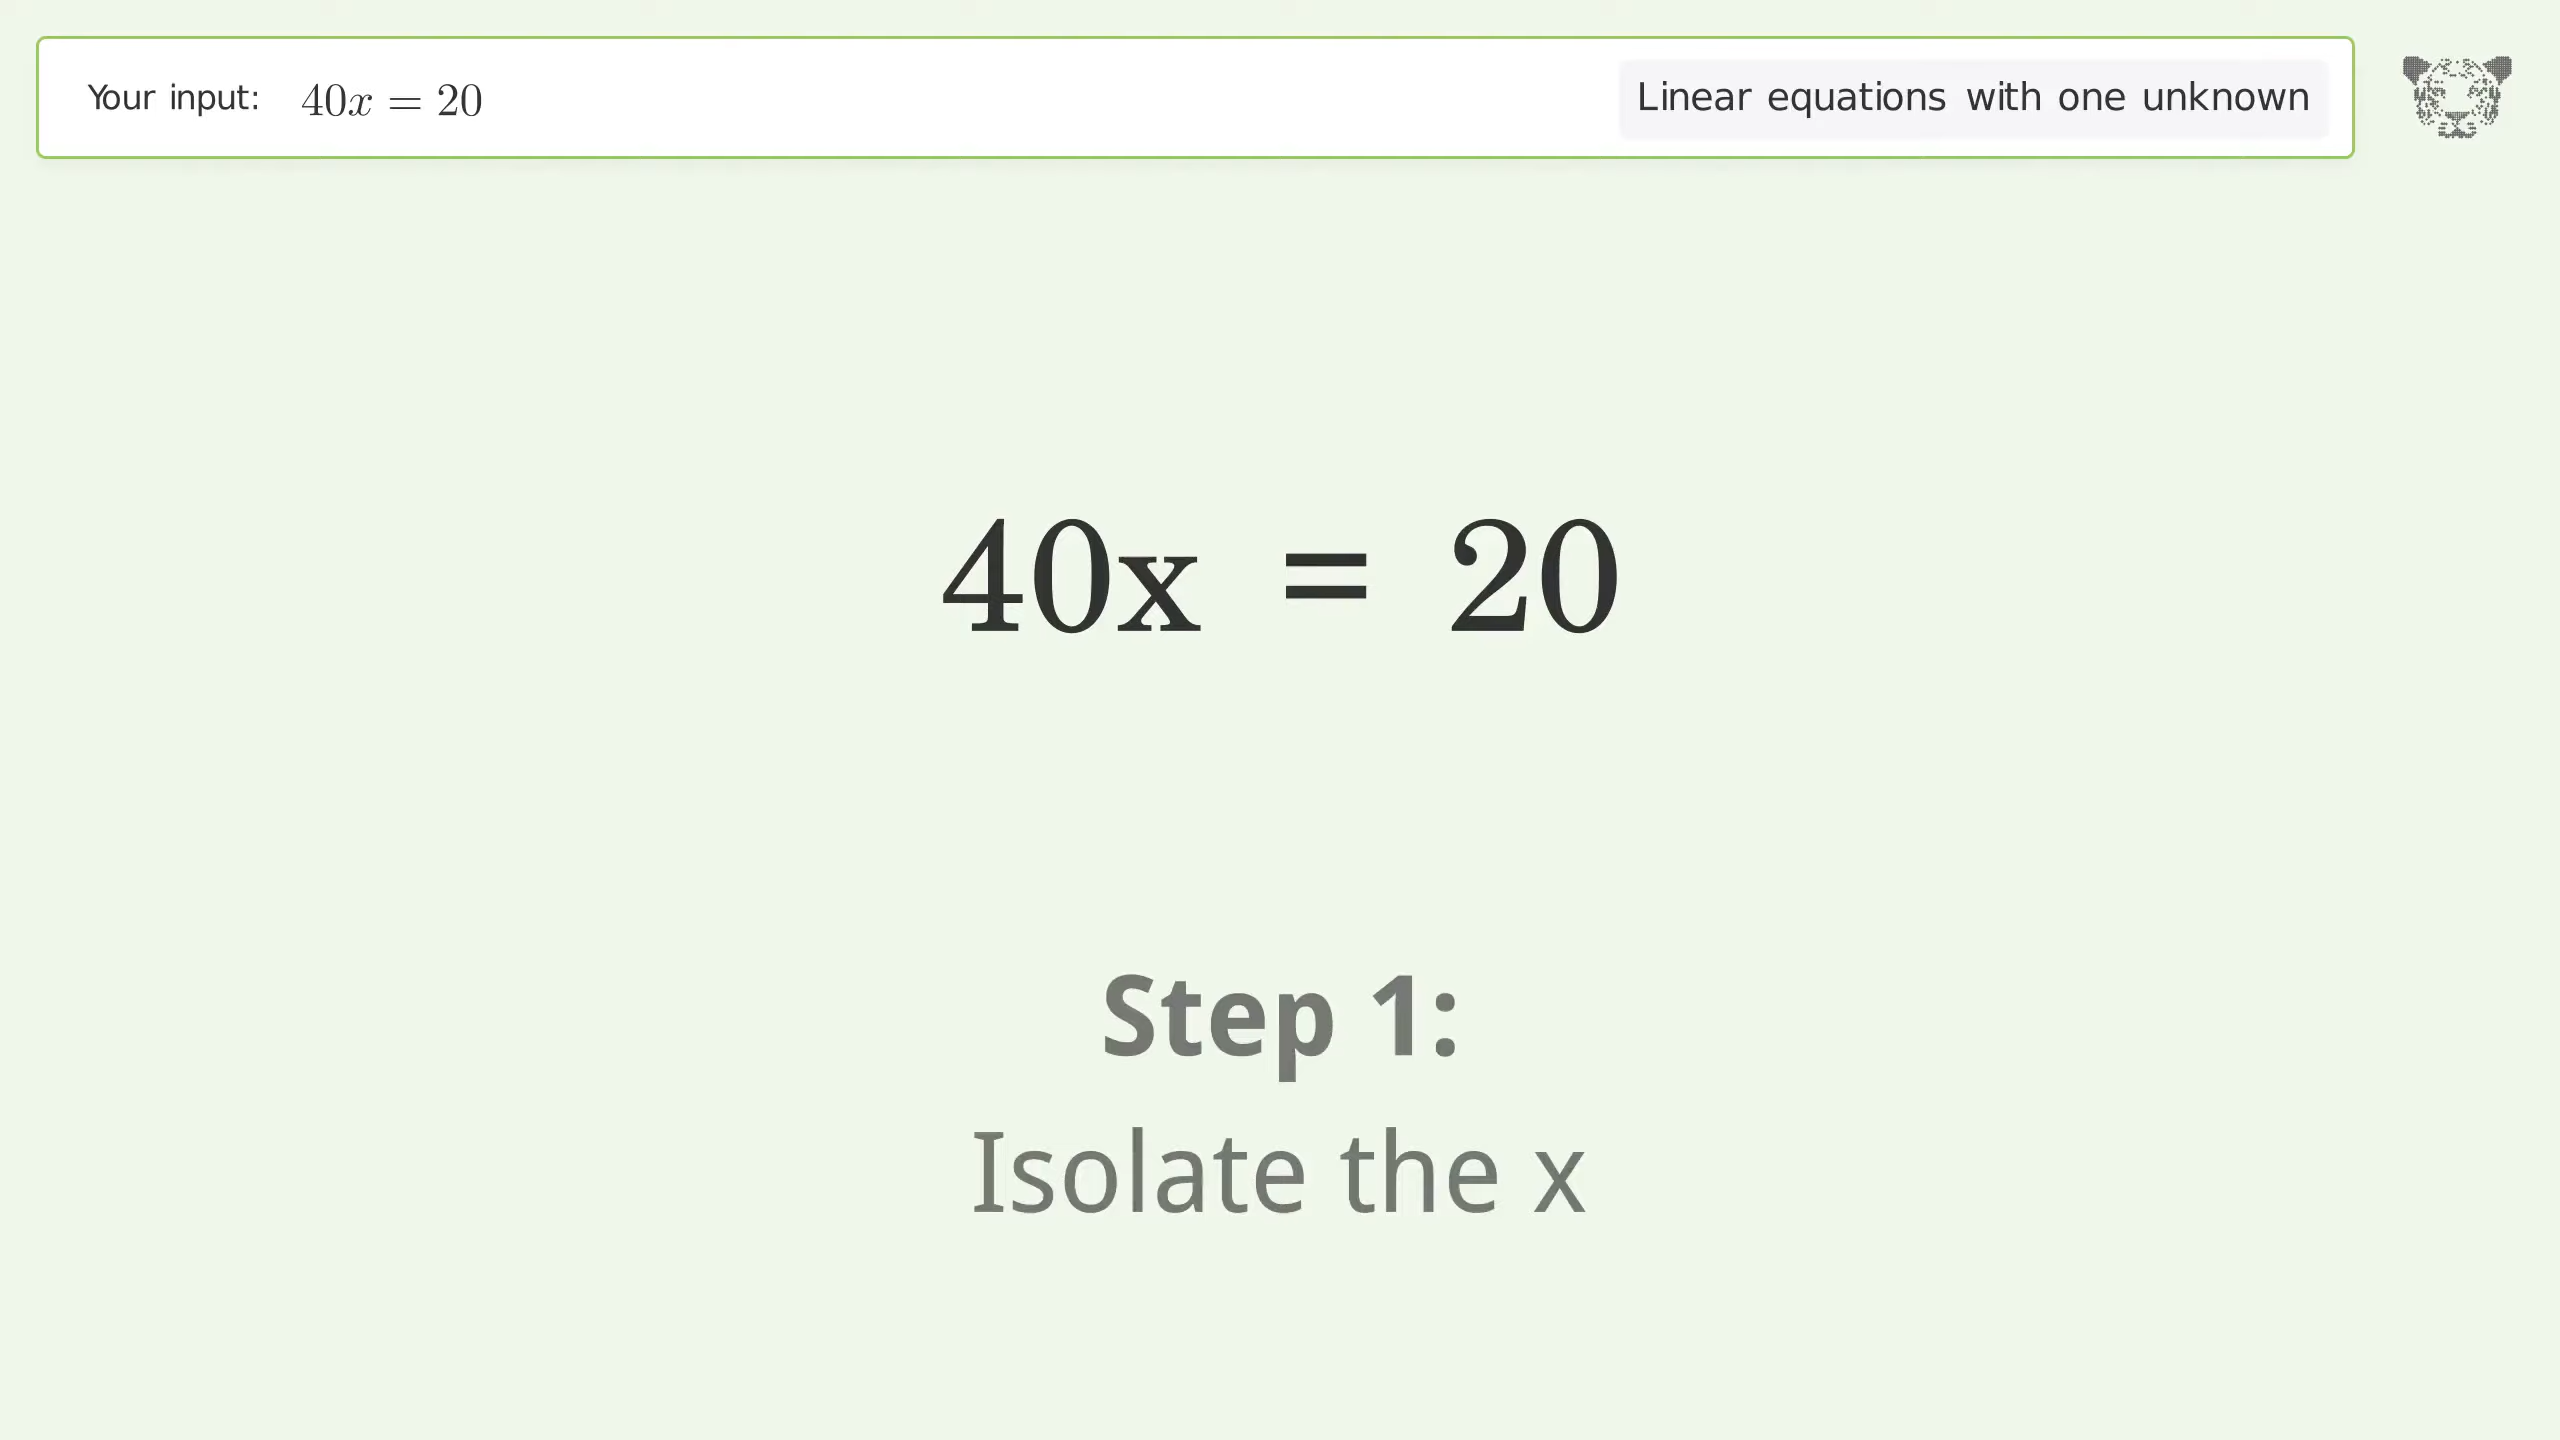 Your input: 40x = 20
Linear equations with one unknown
40x = 20
Step 1:
Isolate the x